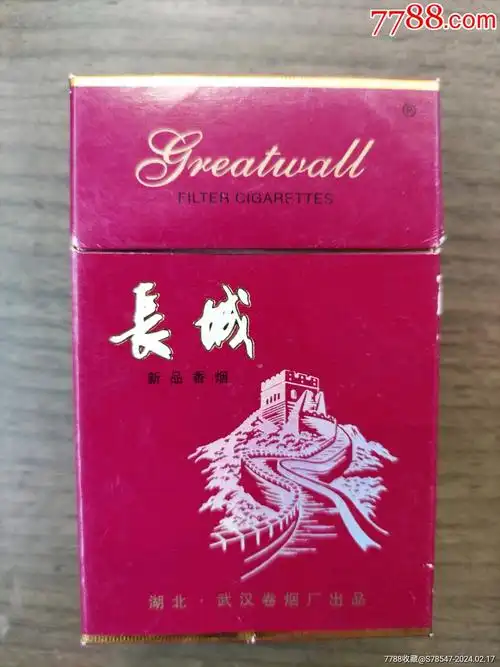 7788.com
Greatwall
®
FILTER CIGARETTES
長城
新品香烟
湖北·武汉卷烟厂出品
7788收藏@S78547-2024.02.17